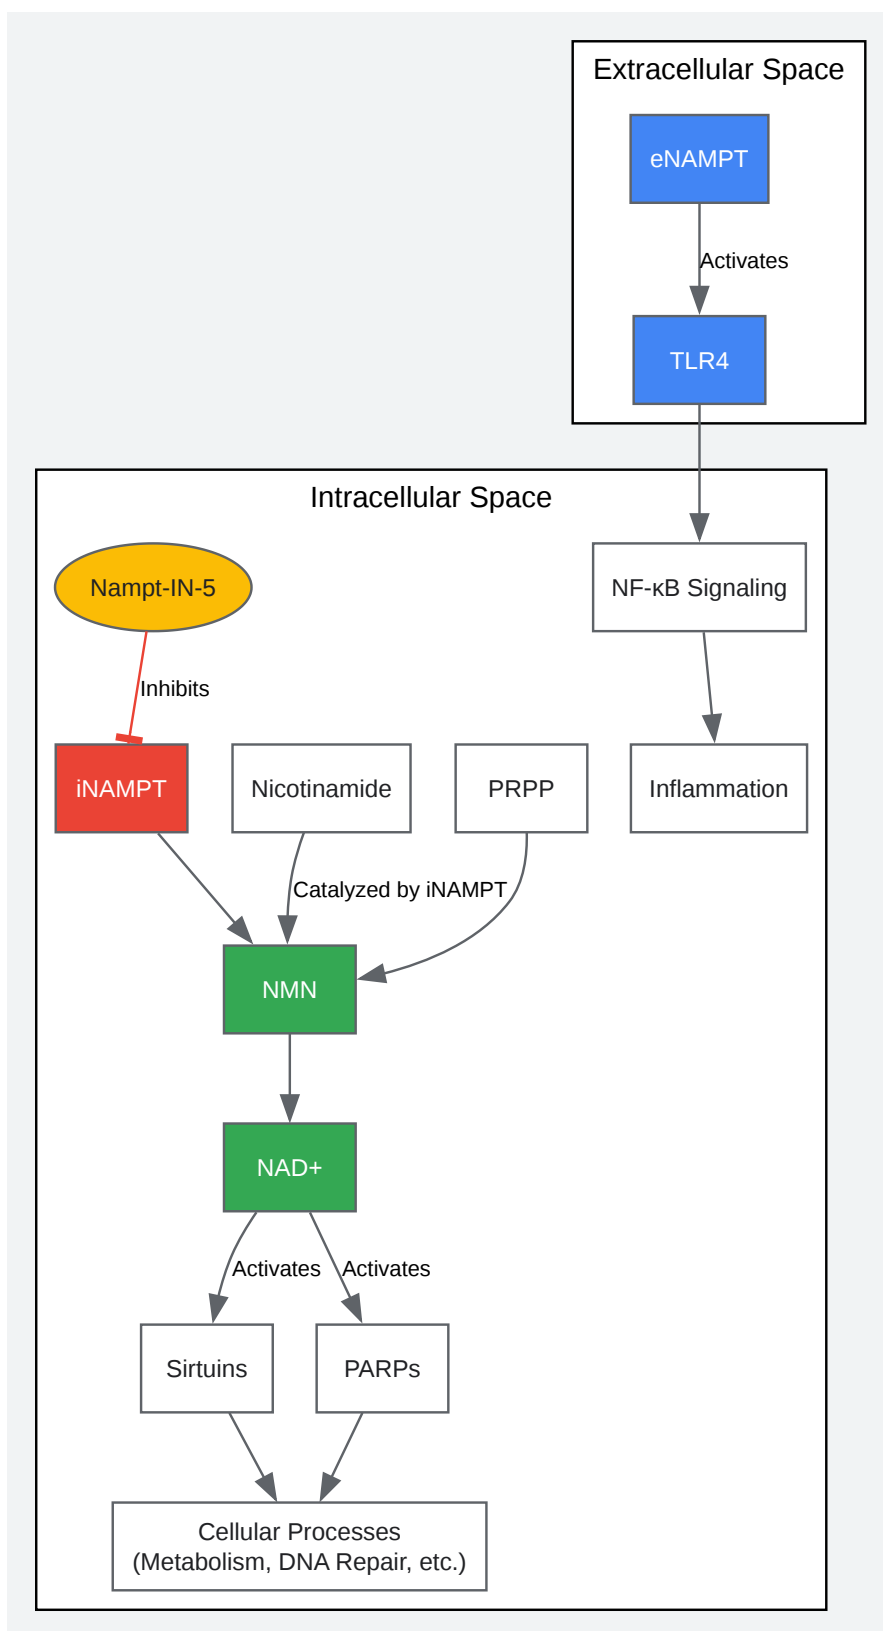 Extracellular Space
eNAMPT
Activates
TLR4
Intracellular Space
Nampt-IN-5
NF-κB Signaling
Inhibits
iNAMPT
Nicotinamide
PRPP
Inflammation
Catalyzed by iNAMPT
NMN
NAD+
Activates
Activates
Sirtuins
PARPs
Cellular Processes
(Metabolism, DNA Repair, etc.)